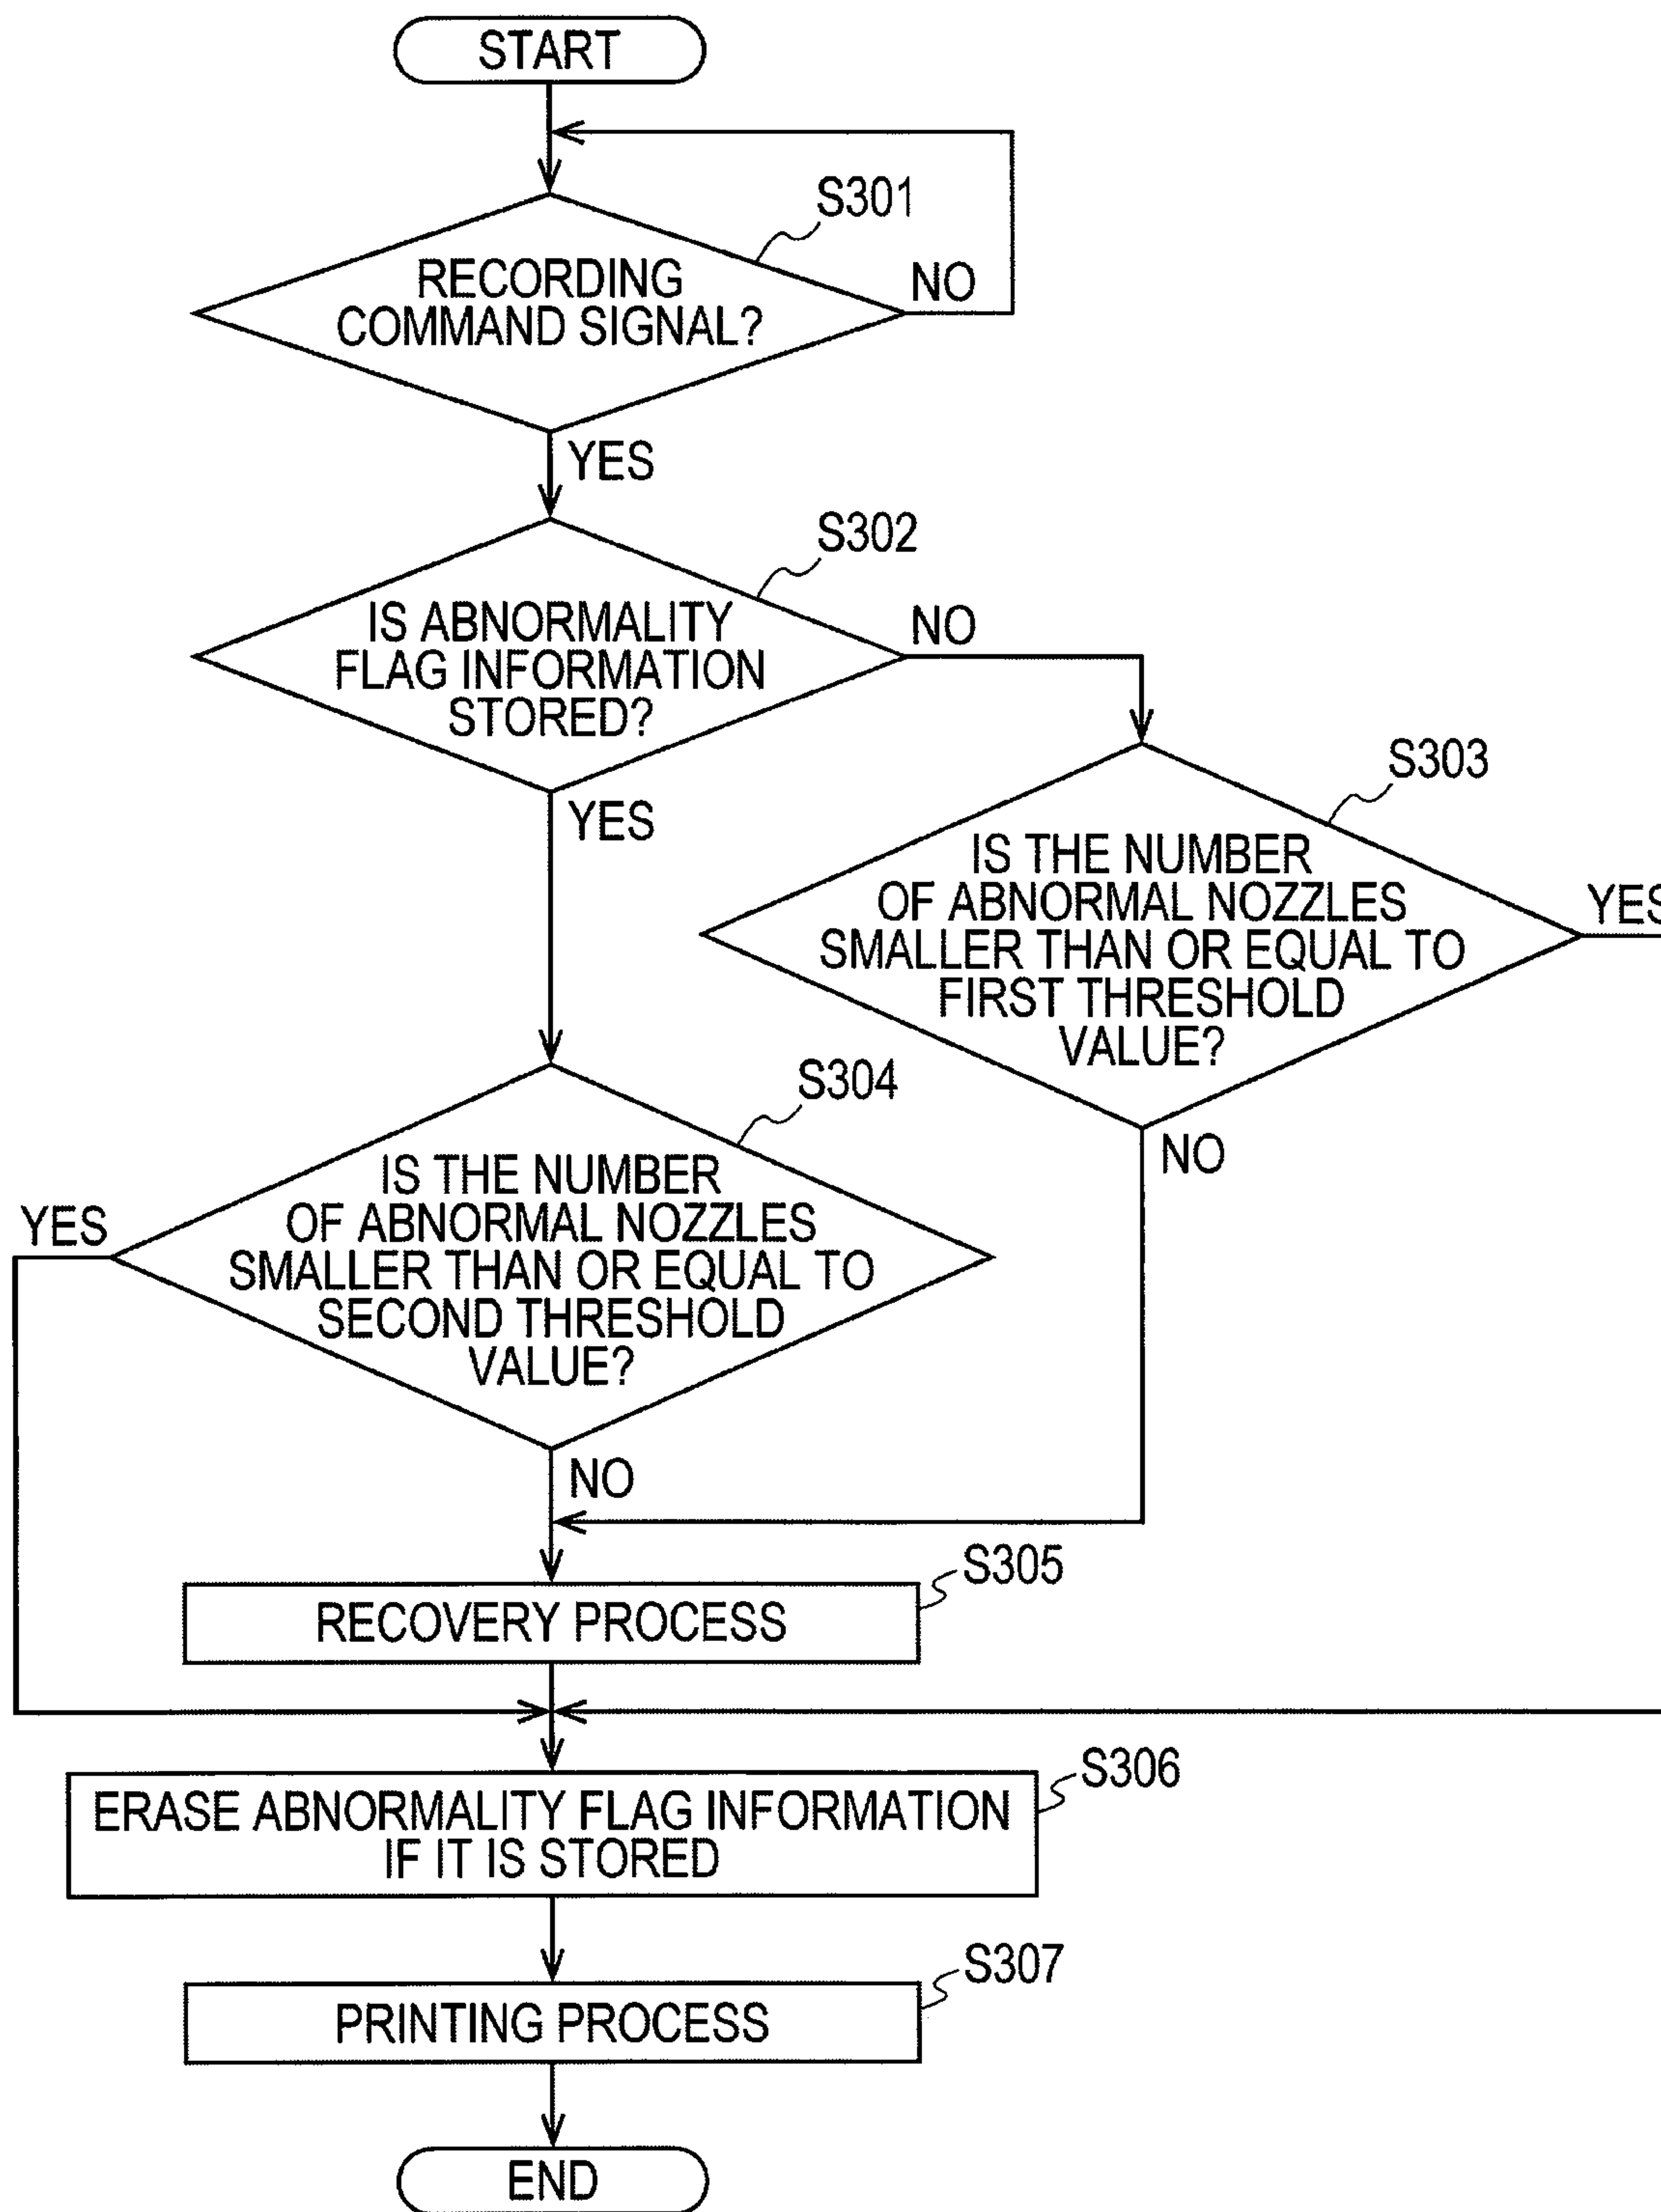 START
S301
RECORDING
COMMAND SIGNAL?
NO
YES
S302
IS ABNORMALITY
FLAG INFORMATION
STORED?
NO
YES
S303
IS THE NUMBER
OF ABNORMAL NOZZLES
SMALLER THAN OR EQUAL TO
FIRST THRESHOLD
VALUE?
YES
NO
S304
IS THE NUMBER
OF ABNORMAL NOZZLES
SMALLER THAN OR EQUAL TO
SECOND THRESHOLD
VALUE?
YES
NO
S305
RECOVERY PROCESS
S306
ERASE ABNORMALITY FLAG INFORMATION
IF IT IS STORED
S307
PRINTING PROCESS
END